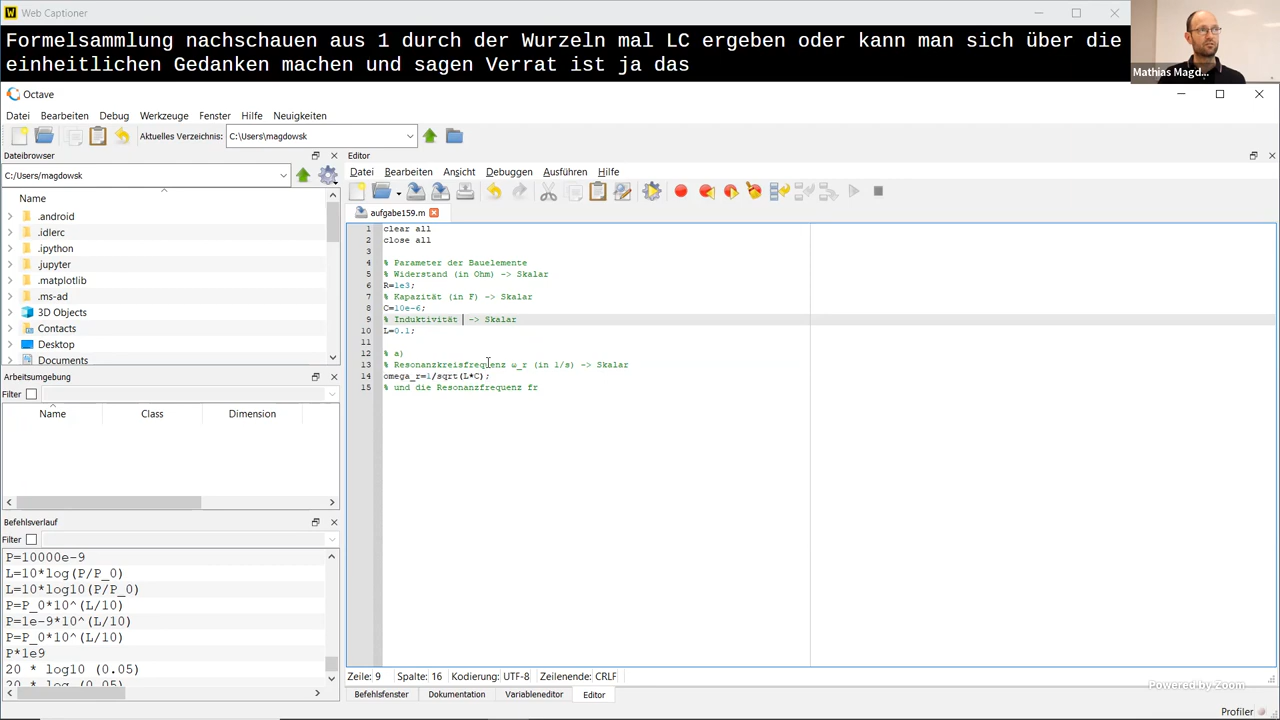 Web Captioner
Formelsammlung nachschauen aus 1 durch der Wurzeln mal LC ergeben oder kann man sich über die
einheitlichen Gedanken machen und sagen Verrat ist ja das
Mathias Magd...
Octave
Datei Bearbeiten Debug Werkzeuge Fenster Hilfe Neuigkeiten
Aktuelles Verzeichnis: C:\Users\magdowsk
Dateibrowser
C:/Users/magdowsk
Name
.android
.idlerc
.ipython
.jupyter
.matplotlib
.ms-ad
3D Objects
Contacts
Desktop
Documents
Arbeitsumgebung
Filter
Name Class Dimension
Befehlsverlauf
Filter
P=10000e-9
L=10*log(P/P_0)
L=10*log10(P/P_0)
P=P_0*10^(L/10)
P=1e-9*10^(L/10)
P=P_0*10^(L/10)
P*1e9
20 * log10 (0.05)
20 * log (0.05)
Editor
Datei Bearbeiten Ansicht Debuggen Ausführen Hilfe
aufgabe159.m
1 clear all
2 close all
3
4 % Parameter der Bauelemente
5 % Widerstand (in Ohm) -> Skalar
6 R=1e3;
7 % Kapazität (in F) -> Skalar
8 C=10e-6;
9 % Induktivität -> Skalar
10 L=0.1;
11
12 % a)
13 % Resonanzkreisfrequenz ω_r (in 1/s) -> Skalar
14 omega_r=1/sqrt(L*C);
15 % und die Resonanzfrequenz fr
Zeile: 9 Spalte: 16 Kodierung: UTF-8 Zeilenende: CRLF
Befehlsfenster Dokumentation Variableneditor Editor
Powered by Zoom
Profiler